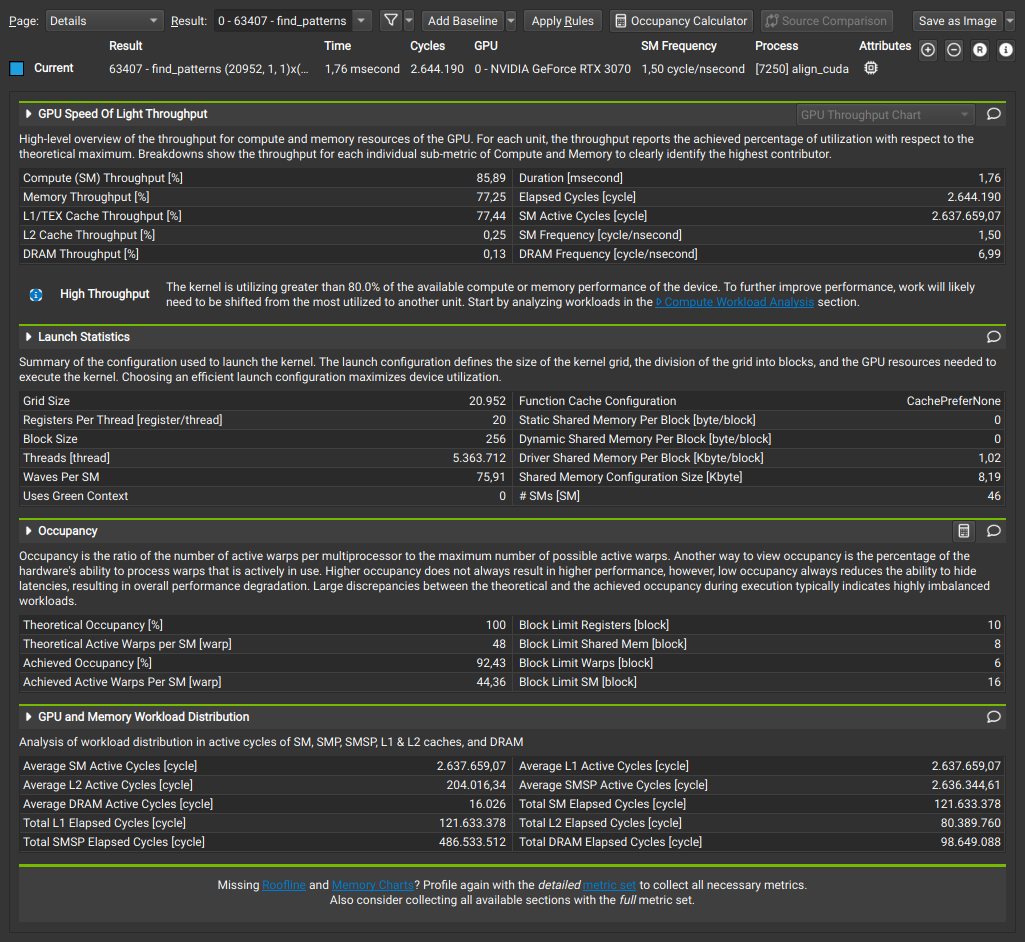 Page: Details Result: 0 - 63407 - find_patterns Add Baseline Apply Rules Occupancy Calculator Source Comparison Save as Image
Result Time Cycles GPU SM Frequency Process Attributes
Current 63407 - find_patterns (20952, 1, 1)x(... 1,76 msecond 2.644.190 0 - NVIDIA GeForce RTX 3070 1,50 cycle/nsecond [7250] align_cuda
GPU Speed Of Light Throughput GPU Throughput Chart
High-level overview of the throughput for compute and memory resources of the GPU. For each unit, the throughput reports the achieved percentage of utilization with respect to the
theoretical maximum. Breakdowns show the throughput for each individual sub-metric of Compute and Memory to clearly identify the highest contributor.
Compute (SM) Throughput [%] 85,89 Duration [msecond] 1,76
Memory Throughput [%] 77,25 Elapsed Cycles [cycle] 2.644.190
L1/TEX Cache Throughput [%] 77,44 SM Active Cycles [cycle] 2.637.659,07
L2 Cache Throughput [%] 0,25 SM Frequency [cycle/nsecond] 1,50
DRAM Throughput [%] 0,13 DRAM Frequency [cycle/nsecond] 6,99
High Throughput The kernel is utilizing greater than 80.0% of the available compute or memory performance of the device. To further improve performance, work will likely
need to be shifted from the most utilized to another unit. Start by analyzing workloads in the Compute Workload Analysis section.
Launch Statistics
Summary of the configuration used to launch the kernel. The launch configuration defines the size of the kernel grid, the division of the grid into blocks, and the GPU resources needed to
execute the kernel. Choosing an efficient launch configuration maximizes device utilization.
Grid Size 20.952 Function Cache Configuration CachePreferNone
Registers Per Thread [register/thread] 20 Static Shared Memory Per Block [byte/block] 0
Block Size 256 Dynamic Shared Memory Per Block [byte/block] 0
Threads [thread] 5.363.712 Driver Shared Memory Per Block [Kbyte/block] 1,02
Waves Per SM 75,91 Shared Memory Configuration Size [Kbyte] 8,19
Uses Green Context 0 # SMs [SM] 46
Occupancy
Occupancy is the ratio of the number of active warps per multiprocessor to the maximum number of possible active warps. Another way to view occupancy is the percentage of the
hardware's ability to process warps that is actively in use. Higher occupancy does not always result in higher performance, however, low occupancy always reduces the ability to hide
latencies, resulting in overall performance degradation. Large discrepancies between the theoretical and the achieved occupancy during execution typically indicates highly imbalanced
workloads.
Theoretical Occupancy [%] 100 Block Limit Registers [block] 10
Theoretical Active Warps per SM [warp] 48 Block Limit Shared Mem [block] 8
Achieved Occupancy [%] 92,43 Block Limit Warps [block] 6
Achieved Active Warps Per SM [warp] 44,36 Block Limit SM [block] 16
GPU and Memory Workload Distribution
Analysis of workload distribution in active cycles of SM, SMP, SMSP, L1 & L2 caches, and DRAM
Average SM Active Cycles [cycle] 2.637.659,07 Average L1 Active Cycles [cycle] 2.637.659,07
Average L2 Active Cycles [cycle] 204.016,34 Average SMSP Active Cycles [cycle] 2.636.344,61
Average DRAM Active Cycles [cycle] 16.026 Total SM Elapsed Cycles [cycle] 121.633.378
Total L1 Elapsed Cycles [cycle] 121.633.378 Total L2 Elapsed Cycles [cycle] 80.389.760
Total SMSP Elapsed Cycles [cycle] 486.533.512 Total DRAM Elapsed Cycles [cycle] 98.649.088
Missing Roofline and Memory Charts? Profile again with the detailed metric set to collect all necessary metrics.
Also consider collecting all available sections with the full metric set.